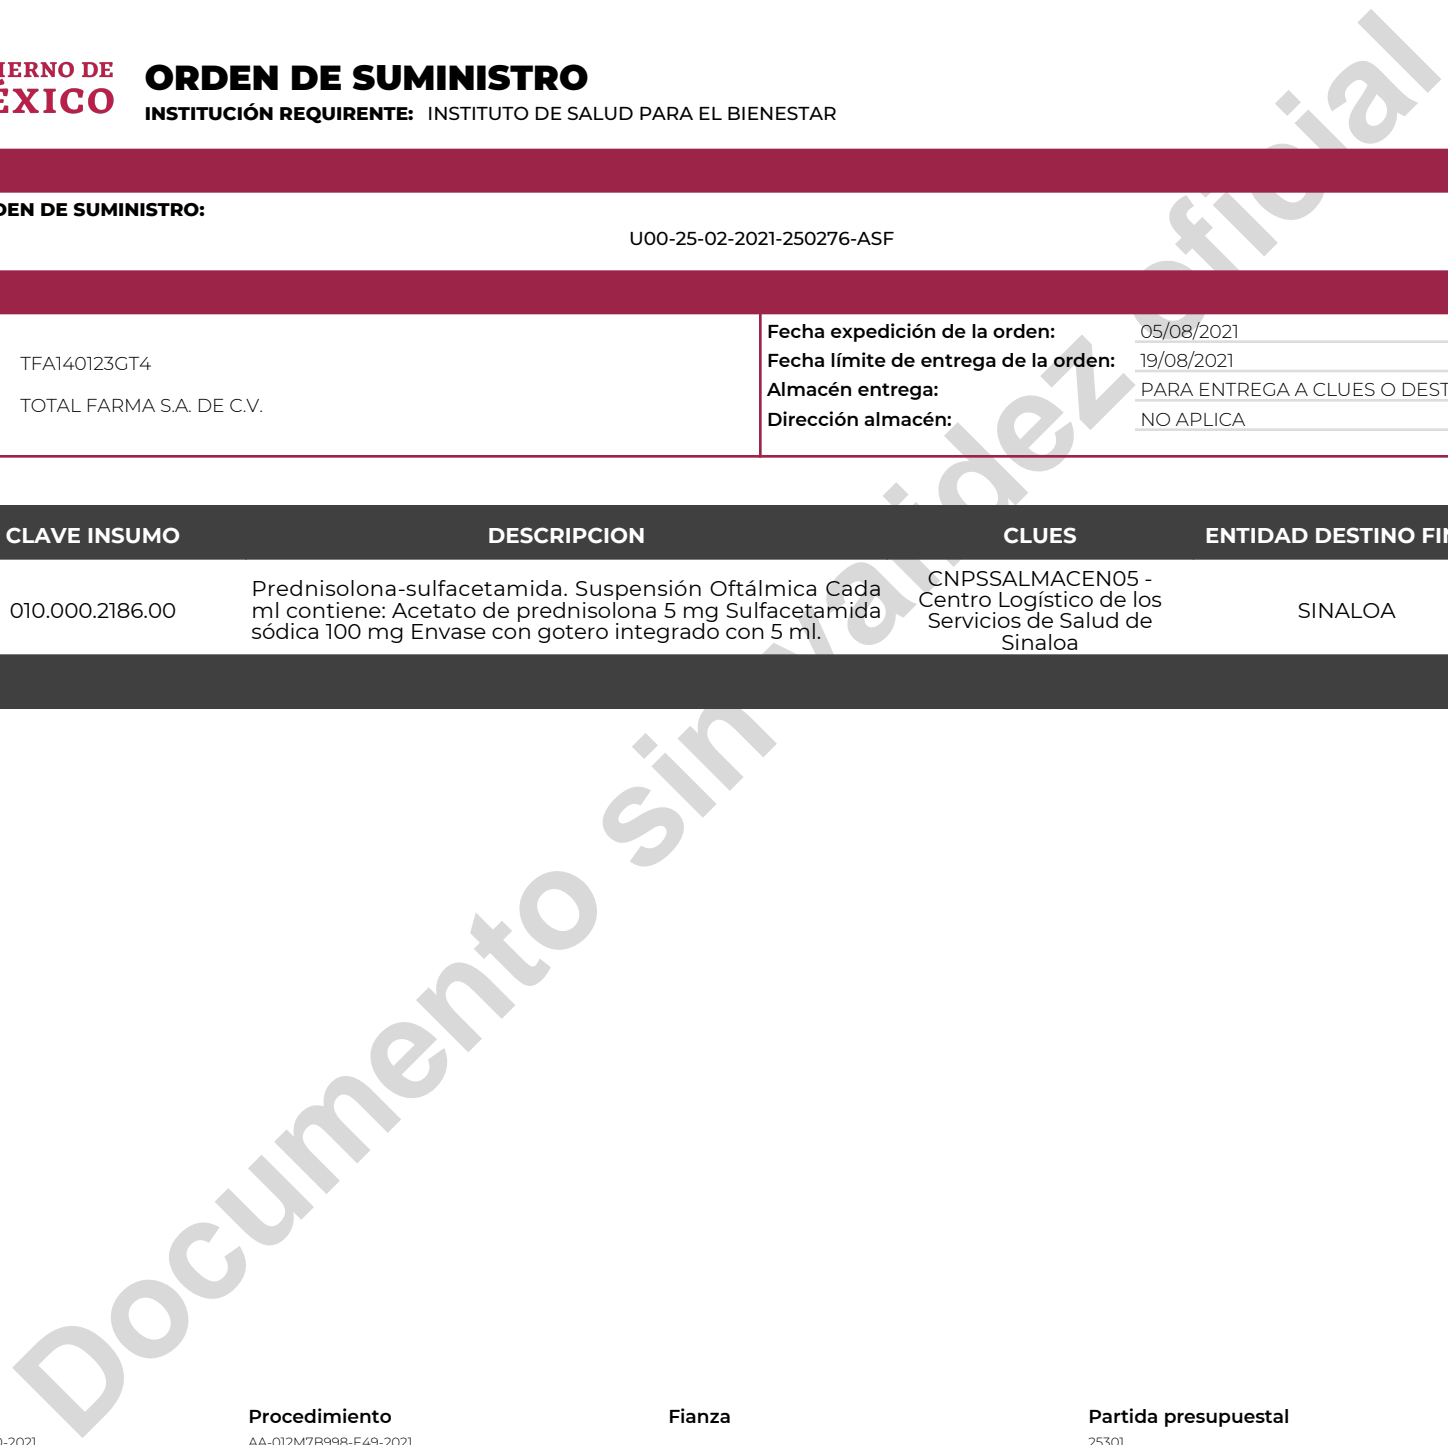 IERNO DE
ÉXICO
ORDEN DE SUMINISTRO
INSTITUCIÓN REQUIRENTE: INSTITUTO DE SALUD PARA EL BIENESTAR
DEN DE SUMINISTRO:
U00-25-02-2021-250276-ASF
TFA140123GT4
TOTAL FARMA S.A. DE C.V.
Fecha expedición de la orden: 05/08/2021
Fecha límite de entrega de la orden: 19/08/2021
Almacén entrega: PARA ENTREGA A CLUES O DEST
Dirección almacén: NO APLICA
CLAVE INSUMO DESCRIPCION CLUES ENTIDAD DESTINO FIN
010.000.2186.00
Prednisolona-sulfacetamida. Suspensión Oftálmica Cada
ml contiene: Acetato de prednisolona 5 mg Sulfacetamida
sódica 100 mg Envase con gotero integrado con 5 ml.
CNPSSALMACEN05 -
Centro Logístico de los
Servicios de Salud de
Sinaloa
SINALOA
Documento sin validez oficial
Procedimiento Fianza Partida presupuestal
0-2021 AA-012M7B998-E49-2021 25301